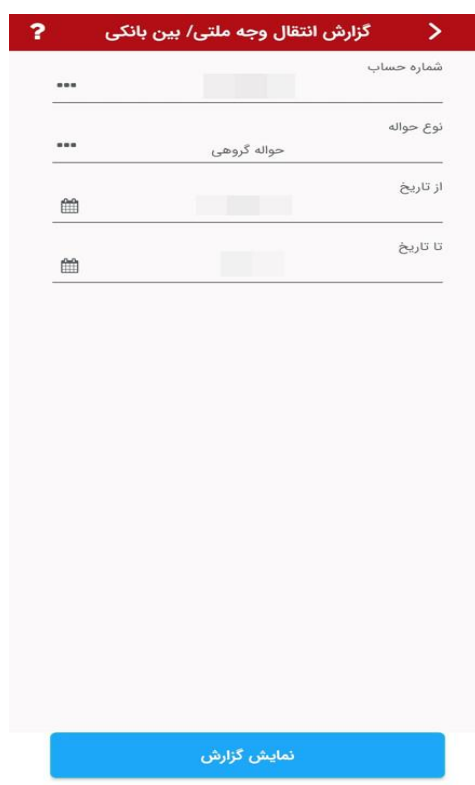 گزارش انتقال وجه ملتی/ بین بانکی ?
شماره حساب
نوع حواله
حواله گروهی
از تاریخ
تا تاریخ
نمایش گزارش